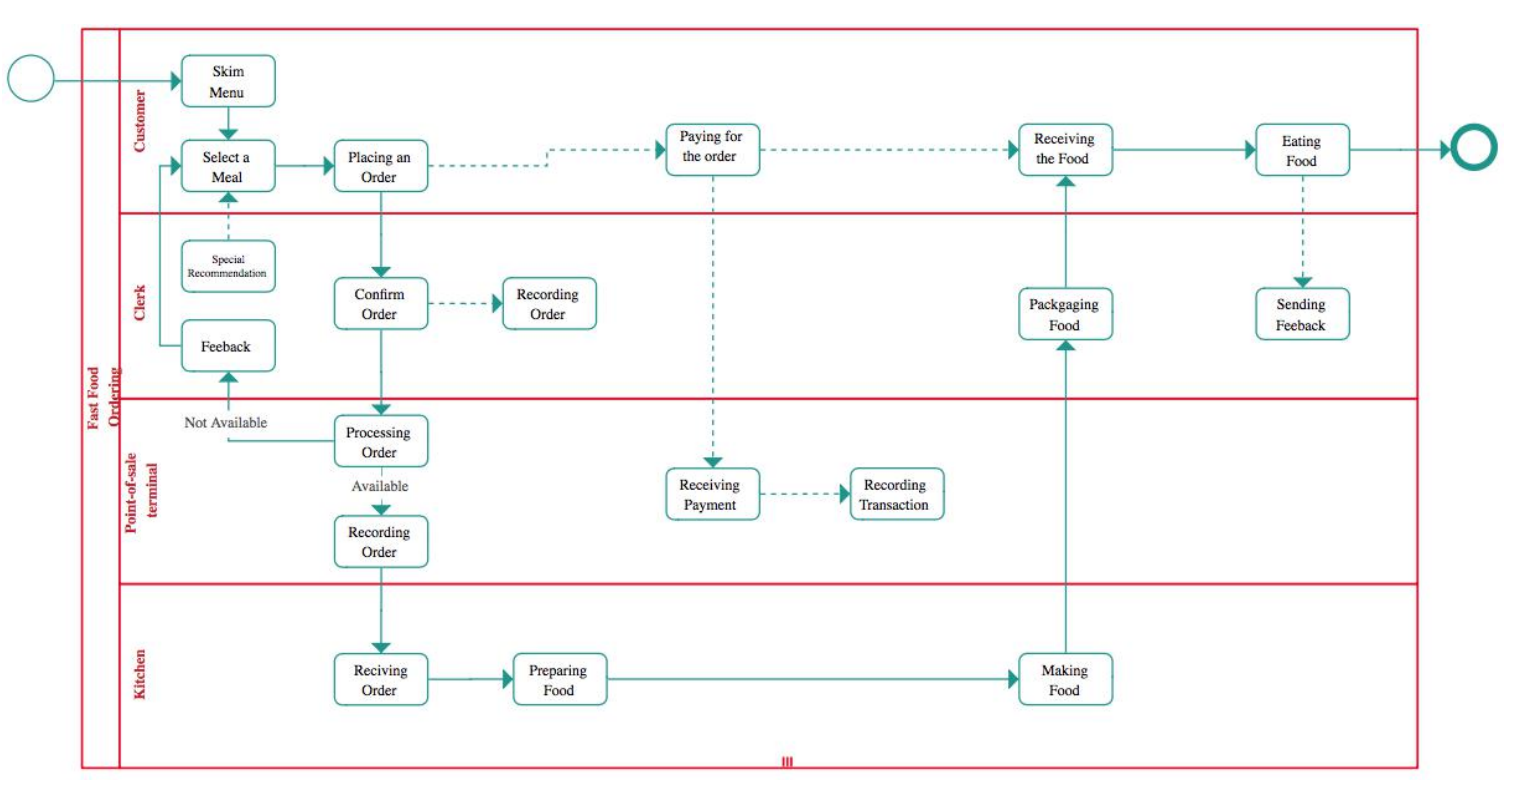 Fast Food
Ordering
Customer
Skim
Menu
Select a
Meal
Placing an
Order
Paying for
the order
Receiving
the Food
Eating
Food
Clerk
Special
Recommendation
Feeback
Confirm
Order
Recording
Order
Packgaging
Food
Sending
Feeback
Point-of-sale
terminal
Not Available
Processing
Order
Available
Recording
Order
Receiving
Payment
Recording
Transaction
Kitchen
Reciving
Order
Preparing
Food
Making
Food